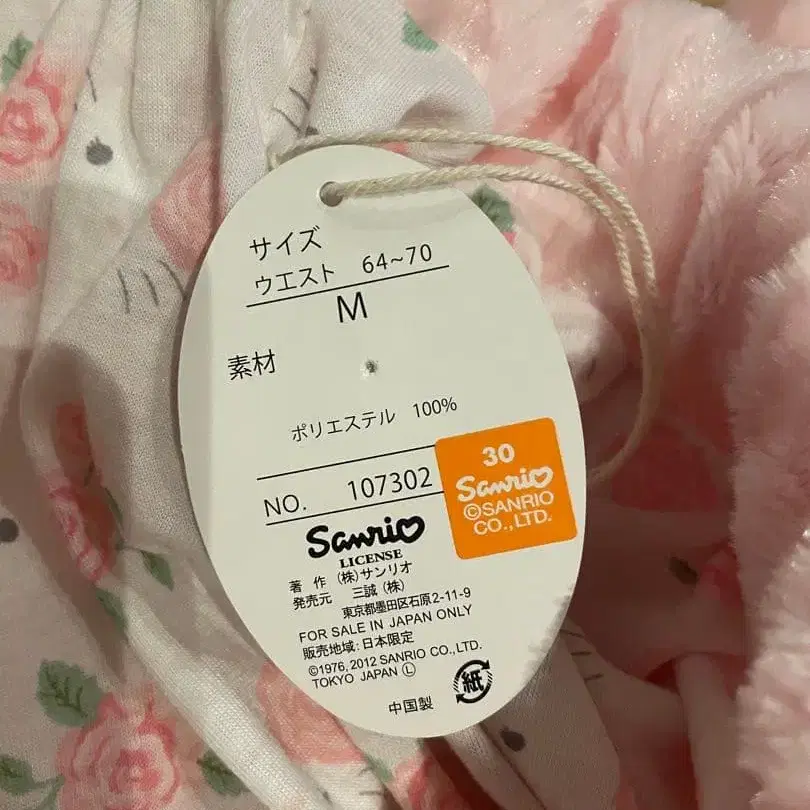 サイズ
ウエスト 64~70
M
素材
ポリエステル 100%
NO. 107302
30
Sanrio
©SANRIO
CO.,LTD.
Sanrio
LICENSE
著 作 (株)サンリオ
発売元 三誠(株)
東京都墨田区石原2-11-9
FOR SALE IN JAPAN ONLY
販売地域:日本限定
©1976, 2012 SANRIO CO.,LTD.
TOKYO JAPAN Ⓛ
中国製
紙